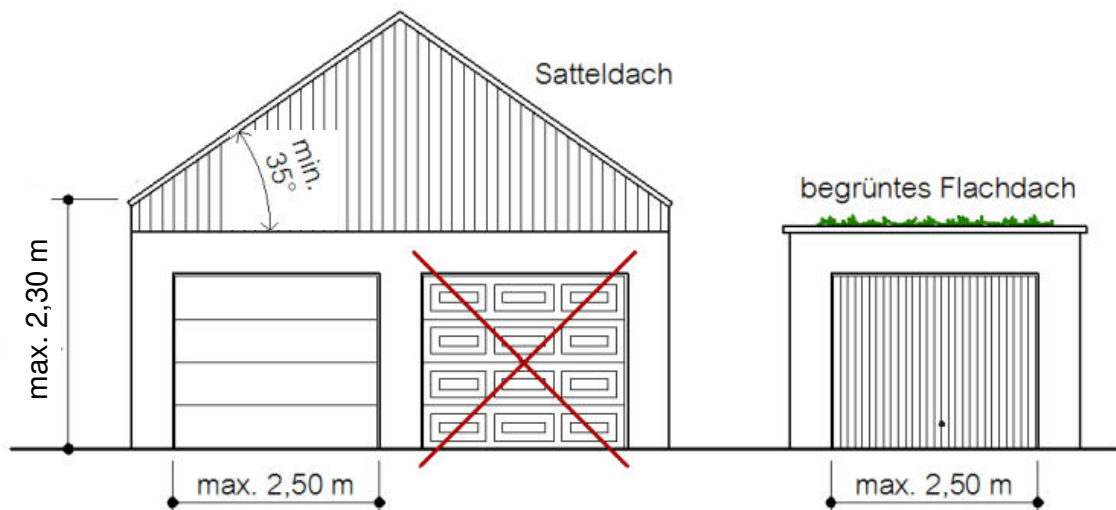 Satteldach
min.
35°
begrüntes Flachdach
max. 2,30 m
max. 2,50 m
max. 2,50 m